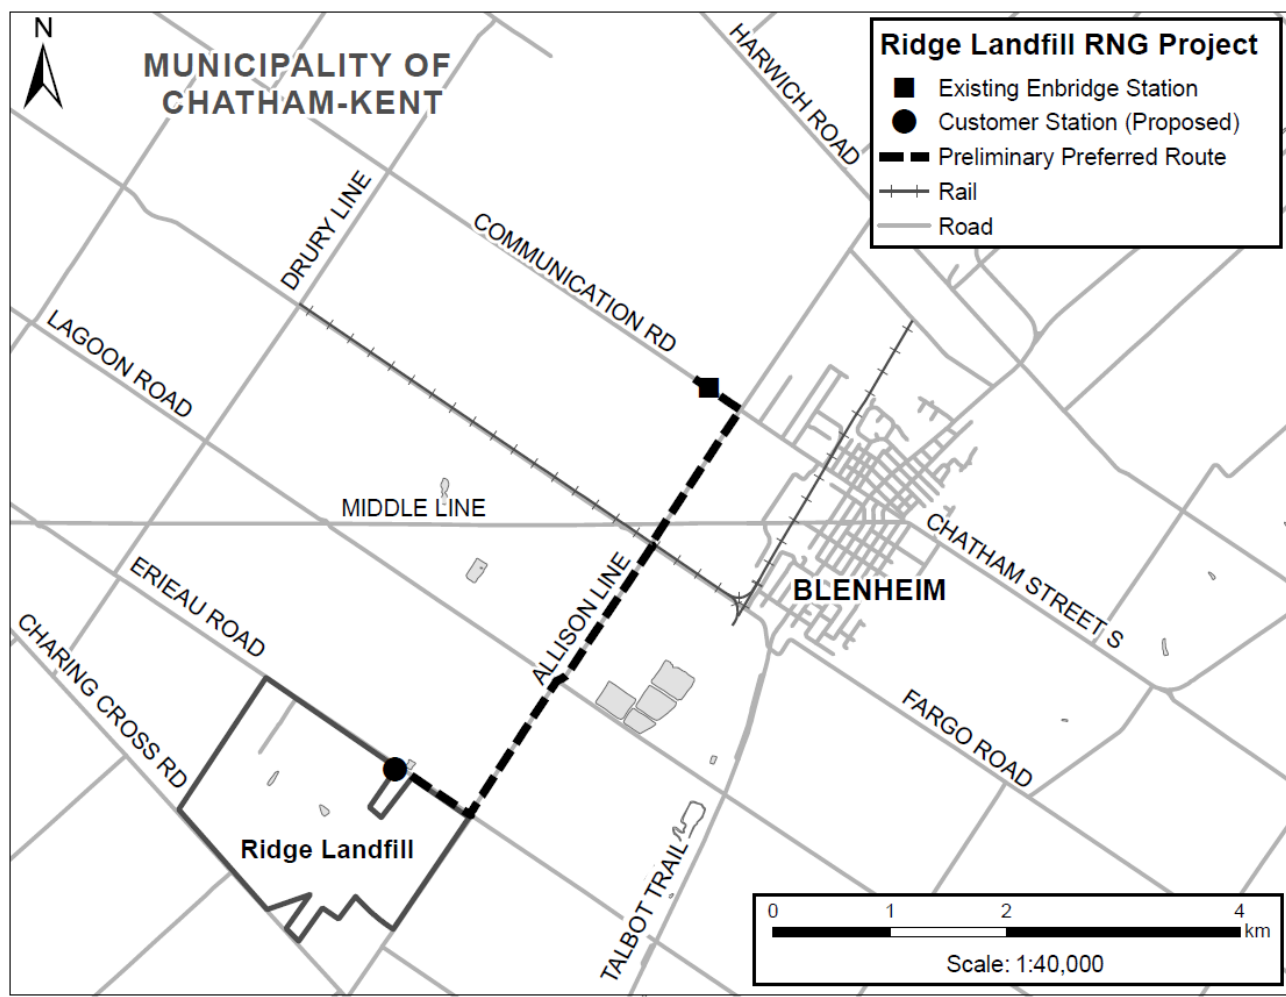 N
MUNICIPALITY OF
CHATHAM-KENT
HARWICH ROAD
Ridge Landfill RNG Project
Existing Enbridge Station
Customer Station (Proposed)
Preliminary Preferred Route
Rail
Road
DRURY LINE
COMMUNICATION RD
LAGOON ROAD
MIDDLE LINE
ERIEAU ROAD
CHARING CROSS RD
ALLISON LINE
BLENHEIM
CHATHAM STREET S
FARGO ROAD
Ridge Landfill
TALBOT TRAIL
0 1 2 4
km
Scale: 1:40,000